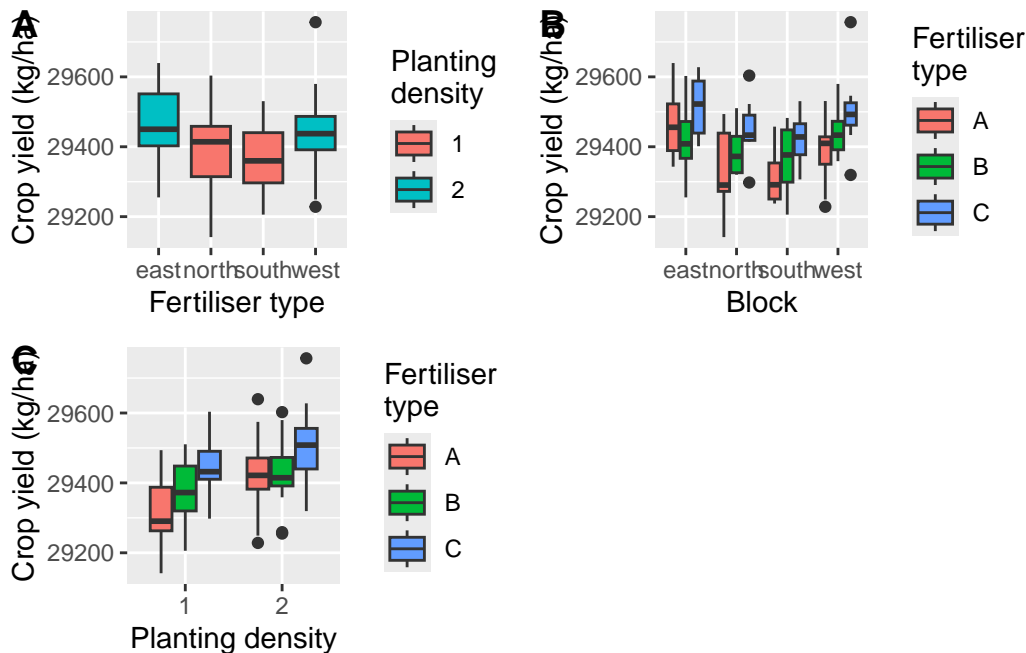 A
Crop yield (kg/ha)
29600
29400
29200
east north south west
Fertiliser type
Planting
density
1
2
B
Crop yield (kg/ha)
29600
29400
29200
east north south west
Block
Fertiliser
type
A
B
C
C
Crop yield (kg/ha)
29600
29400
29200
1 2
Planting density
Fertiliser
type
A
B
C